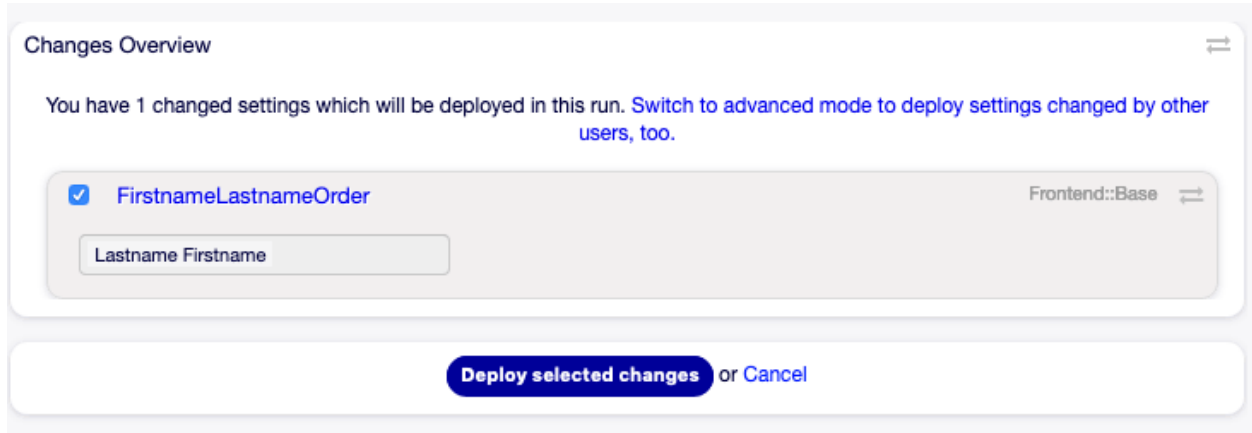 Changes Overview
You have 1 changed settings which will be deployed in this run. Switch to advanced mode to deploy settings changed by other
users, too.
FirstnameLastnameOrder
Frontend::Base
Lastname Firstname
Deploy selected changes or Cancel